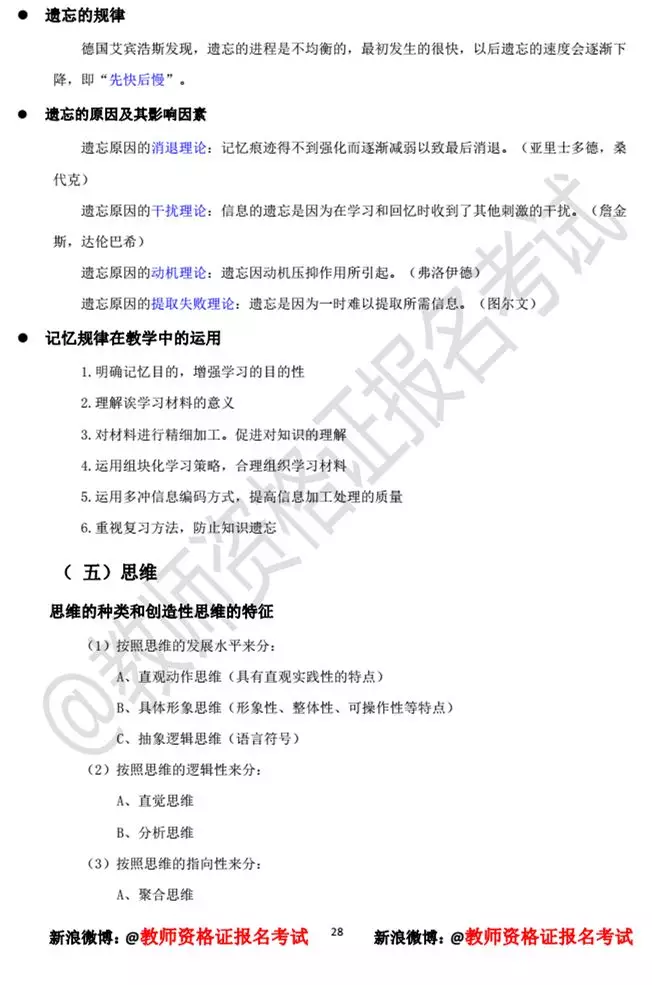 ● 遗忘的规律
德国艾宾浩斯发现，遗忘的进程是不均衡的，最初发生的很快，以后遗忘的速度会逐渐下
降，即“先快后慢”。
● 遗忘的原因及其影响因素
遗忘原因的消退理论：记忆痕迹得不到强化而逐渐减弱以致最后消退。（亚里士多德，桑
代克）
遗忘原因的干扰理论：信息的遗忘是因为在学习和回忆时收到了其他刺激的干扰。（詹金
斯，达伦巴希）
遗忘原因的动机理论：遗忘因动机压抑作用所引起。（弗洛伊德）
遗忘原因的提取失败理论：遗忘是因为一时难以提取所需信息。（图尔文）
● 记忆规律在教学中的运用
1.明确记忆目的，增强学习的目的性
2.理解诶学习材料的意义
3.对材料进行精细加工。促进对知识的理解
4.运用组块化学习策略，合理组织学习材料
5.运用多冲信息编码方式，提高信息加工处理的质量
6.重视复习方法，防止知识遗忘
（ 五）思维
思维的种类和创造性思维的特征
（1）按照思维的发展水平来分：
A、直观动作思维（具有直观实践性的特点）
B、具体形象思维（形象性、整体性、可操作性等特点）
C、抽象逻辑思维（语言符号）
（2）按照思维的逻辑性来分：
A、直觉思维
B、分析思维
（3）按照思维的指向性来分：
A、聚合思维
新浪微博：@教师资格证报名考试 28 新浪微博：@教师资格证报名考试
@教师资格证报名考试